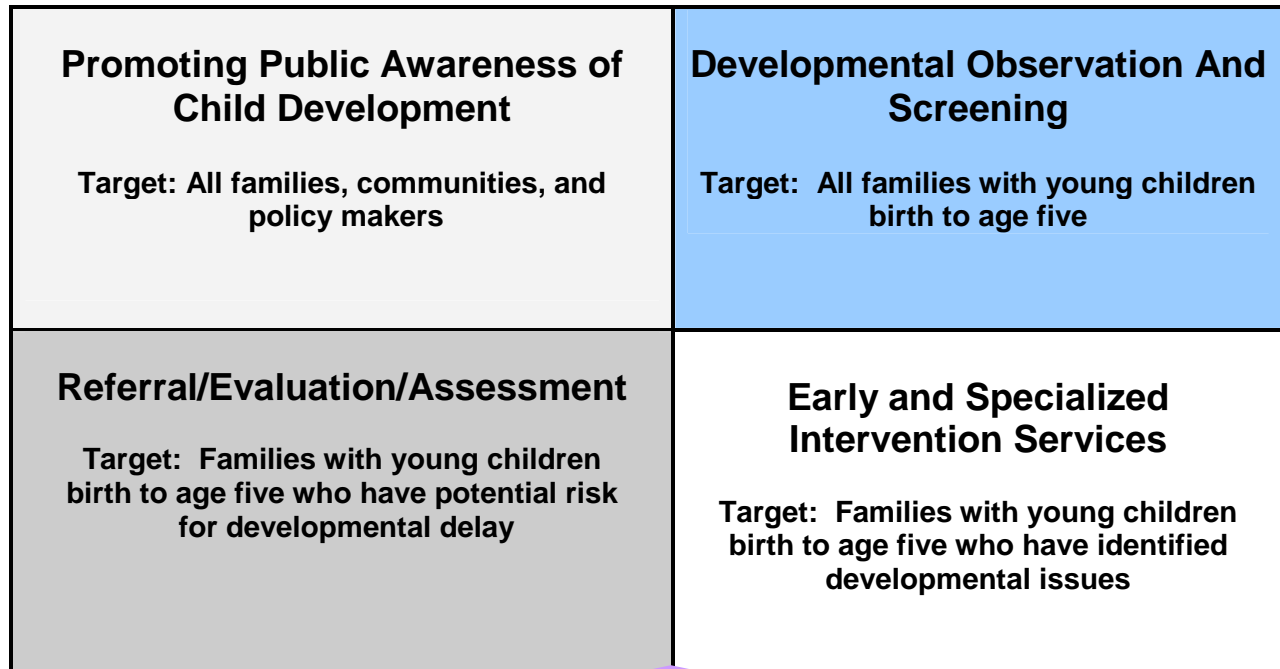 Promoting Public Awareness of
Child Development
Target: All families, communities, and
policy makers
Developmental Observation And
Screening
Target: All families with young children
birth to age five
Referral/Evaluation/Assessment
Target: Families with young children
birth to age five who have potential risk
for developmental delay
Early and Specialized
Intervention Services
Target: Families with young children
birth to age five who have identified
developmental issues